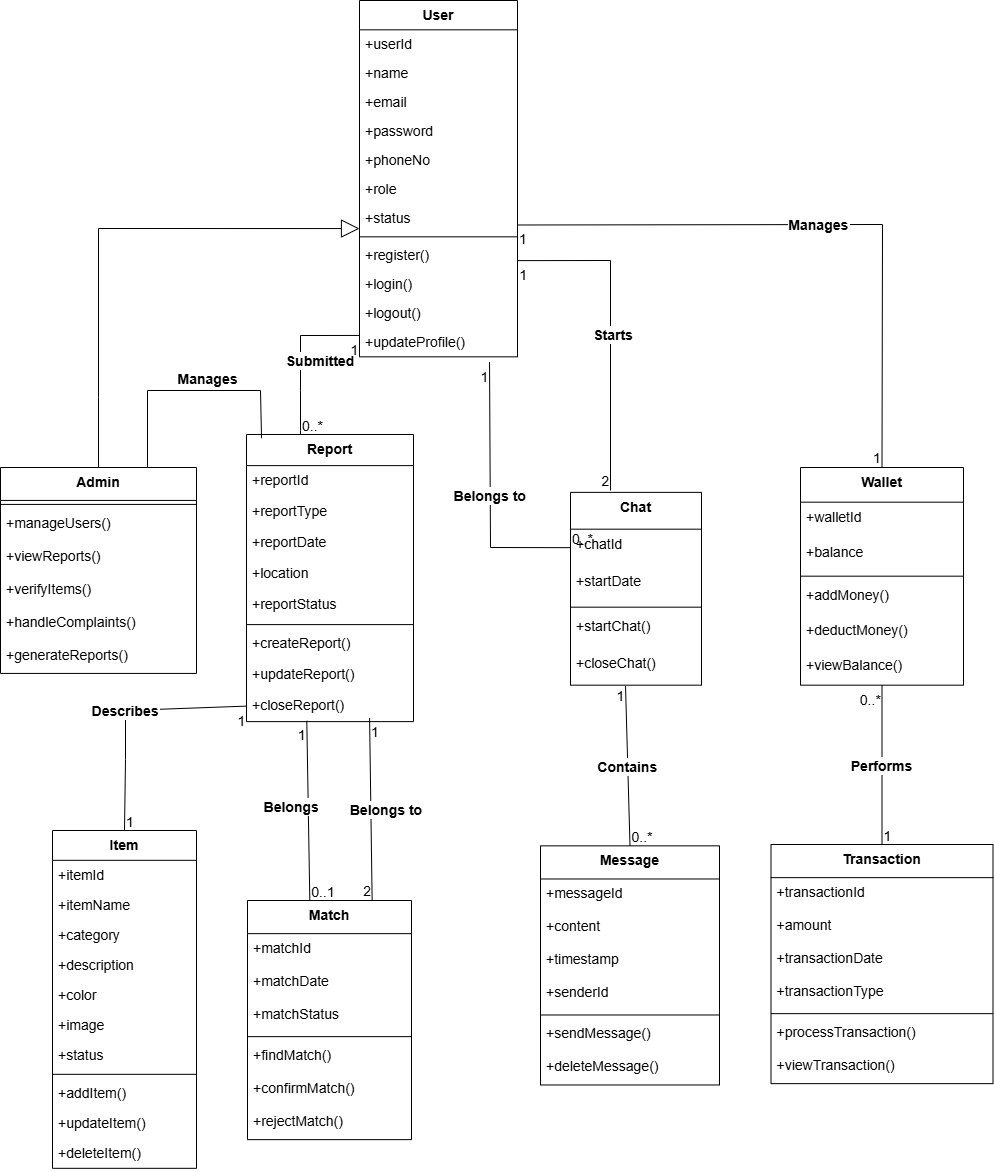 User
+userId
+name
+email
+password
+phoneNo
+role
+status
+register()
+login()
+logout()
+updateProfile()
Manages
1
1
1
Submitted
Starts
Manages
1
0..*
Belongs to
2
1
Admin
+manageUsers()
+viewReports()
+verifyItems()
+handleComplaints()
+generateReports()
Report
+reportId
+reportType
+reportDate
+location
+reportStatus
+createReport()
+updateReport()
+closeReport()
Chat
0..*
+chatId
+startDate
+startChat()
+closeChat()
Wallet
+walletId
+balance
+addMoney()
+deductMoney()
+viewBalance()
Describes
1
1
1
1
0..*
Belongs
Belongs to
Contains
Performs
1
0..1
2
0..*
1
Item
+itemId
+itemName
+category
+description
+color
+image
+status
+addItem()
+updateItem()
+deleteItem()
Match
+matchId
+matchDate
+matchStatus
+findMatch()
+confirmMatch()
+rejectMatch()
Message
+messageId
+content
+timestamp
+senderId
+sendMessage()
+deleteMessage()
Transaction
+transactionId
+amount
+transactionDate
+transactionType
+processTransaction()
+viewTransaction()